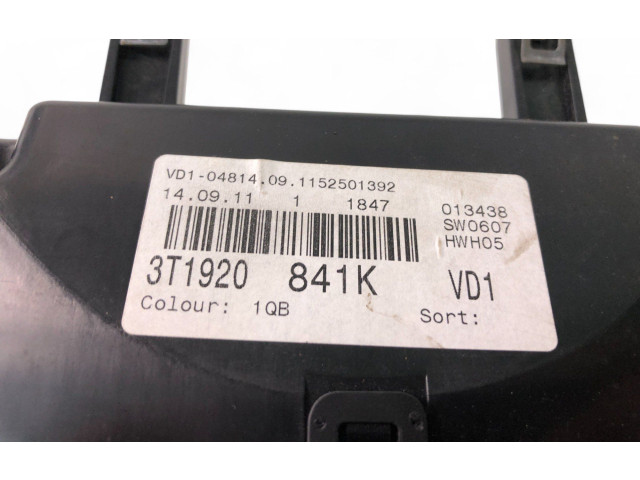 VD1-04814.09.1152501392
14.09.11 1 1847 013438
SW0607
HWH05
3T1920 841K VD1
Colour: 1QB Sort: